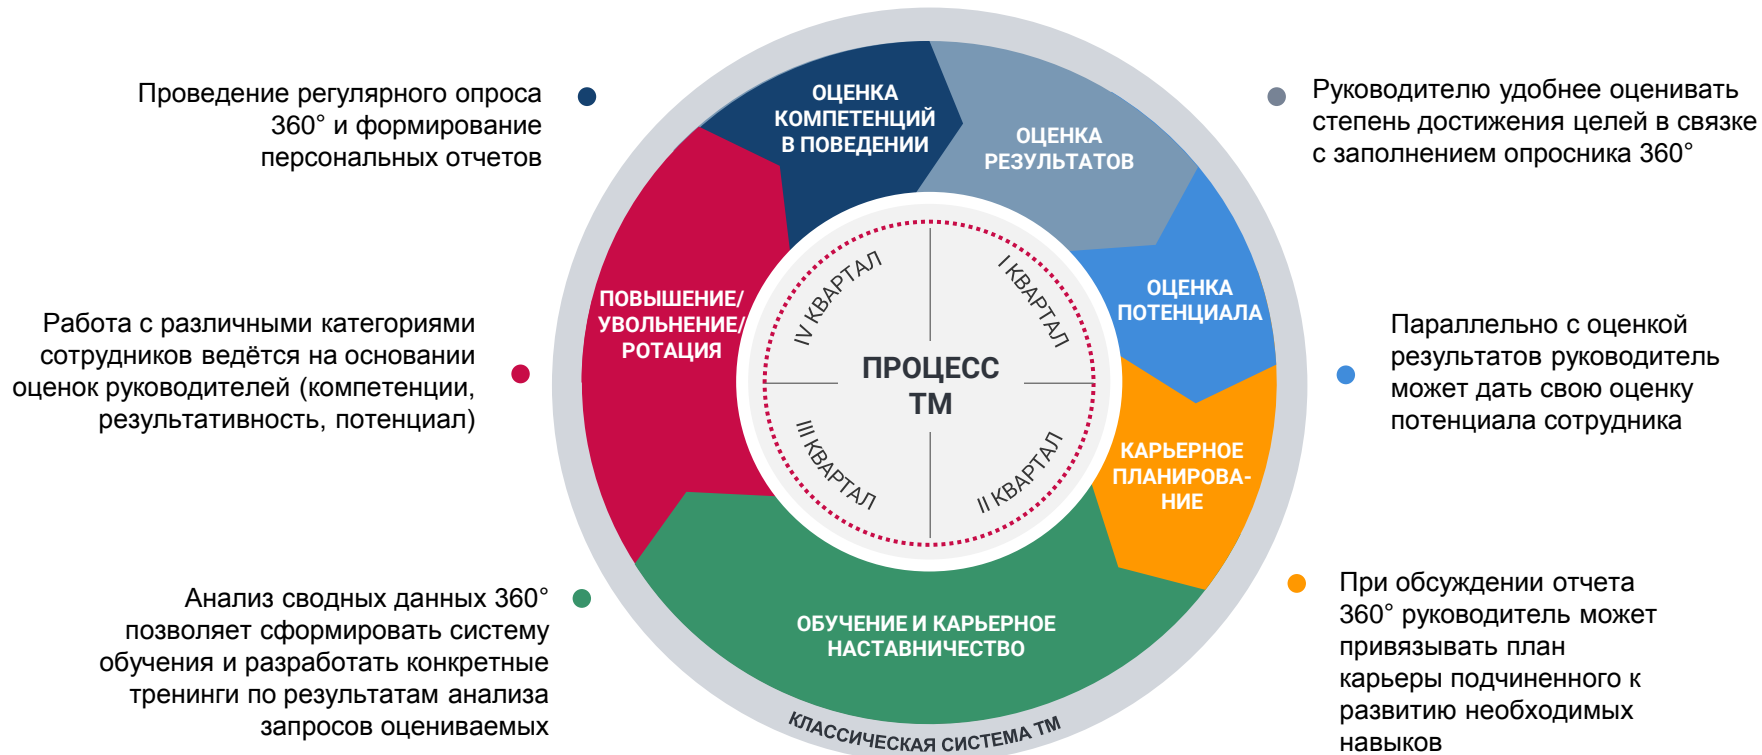 Проведение регулярного опроса
360° и формирование
персональных отчетов
Работа с различными категориями
сотрудников ведётся на основании
оценок руководителей (компетенции,
результативность, потенциал)
Анализ сводных данных 360°
позволяет сформировать систему
обучения и разработать конкретные
тренинги по результатам анализа
запросов оцениваемых
ОЦЕНКА
КОМПЕТЕНЦИЙ
В ПОВЕДЕНИИ
ОЦЕНКА
РЕЗУЛЬТАТОВ
ОЦЕНКА
ПОТЕНЦИАЛА
КАРЬЕРНОЕ
ПЛАНИРОВА-
НИЕ
ОБУЧЕНИЕ И КАРЬЕРНОЕ
НАСТАВНИЧЕСТВО
ПОВЫШЕНИЕ/
УВОЛЬНЕНИЕ/
РОТАЦИЯ
IV КВАРТАЛ
I КВАРТАЛ
ПРОЦЕСС
ТМ
III КВАРТАЛ
II КВАРТАЛ
КЛАССИЧЕСКАЯ СИСТЕМА ТМ
Руководителю удобнее оценивать
степень достижения целей в связке
с заполнением опросника 360°
Параллельно с оценкой
результатов руководитель
может дать свою оценку
потенциала сотрудника
При обсуждении отчета
360° руководитель может
привязывать план
карьеры подчиненного к
развитию необходимых
навыков